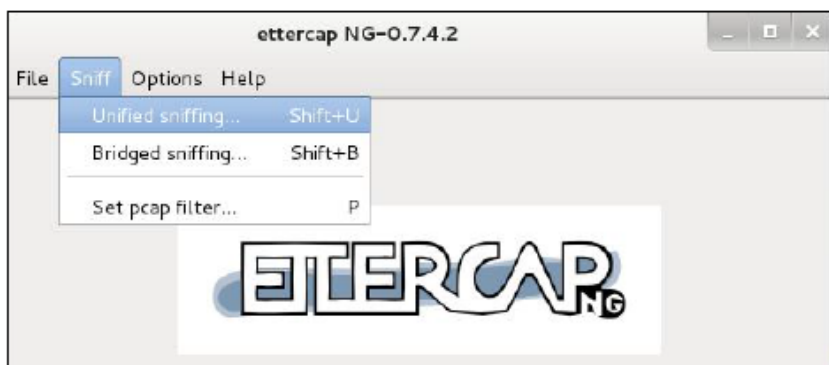 ettercap NG-0.7.4.2
File Sniff Options Help
Unified sniffing... Shift+U
Bridged sniffing... Shift+B
Set pcap filter... P
ETTERCAP
NG